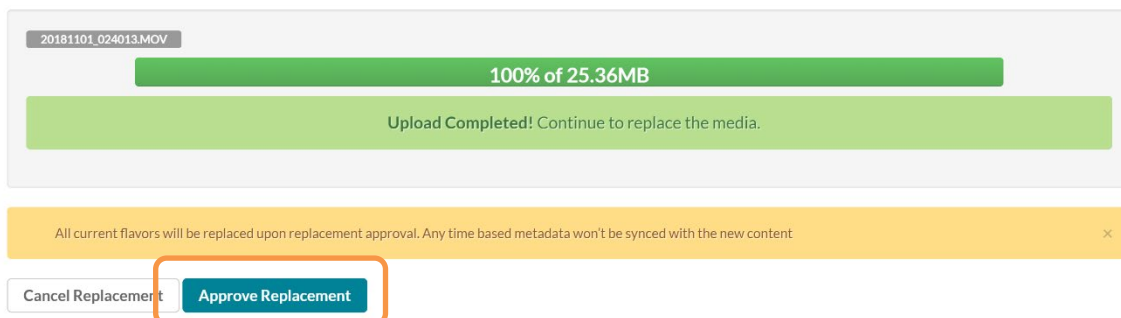 20181101_024013.MOV
100% of 25.36MB
Upload Completed! Continue to replace the media.
All current flavors will be replaced upon replacement approval. Any time based metadata won't be synced with the new content ×
Cancel Replacement Approve Replacement